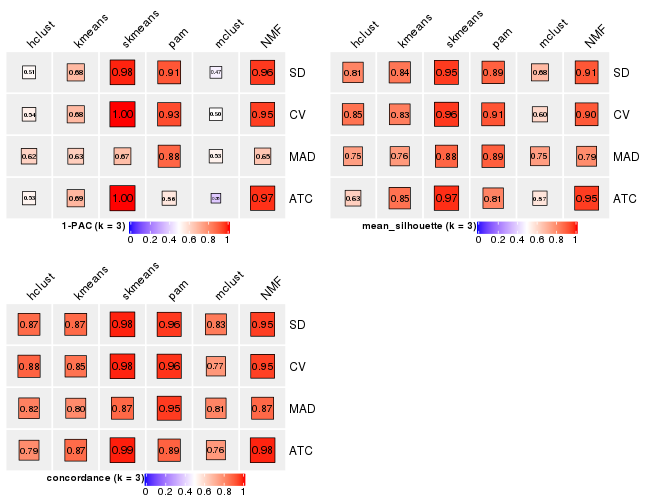 hclust kmeans skmeans pam mclust NMF
0.51 0.68 0.98 0.91 0.47 0.96 SD
0.54 0.68 1.00 0.93 0.50 0.95 CV
0.62 0.63 0.67 0.88 0.53 0.65 MAD
0.53 0.69 1.00 0.56 ATC
0.97
1-PAC (k = 3)
0 0.2 0.4 0.6 0.8 1
hclust kmeans skmeans pam mclust NMF
0.81 0.84 0.95 0.89 0.68 0.91 SD
0.85 0.83 0.96 0.91 0.60 0.90 CV
0.75 0.76 0.88 0.89 0.75 0.79 MAD
0.63 0.85 0.97 0.81 0.57 0.95 ATC
mean_silhouette (k = 3)
0 0.2 0.4 0.6 0.8 1
hclust kmeans skmeans pam mclust NMF
0.87 0.87 0.98 0.96 0.83 0.95 SD
0.88 0.85 0.98 0.96 0.77 0.95 CV
0.82 0.80 0.87 0.95 0.81 0.87 MAD
0.79 0.87 0.99 0.89 0.76 0.98 ATC
concordance (k = 3)
0 0.2 0.4 0.6 0.8 1